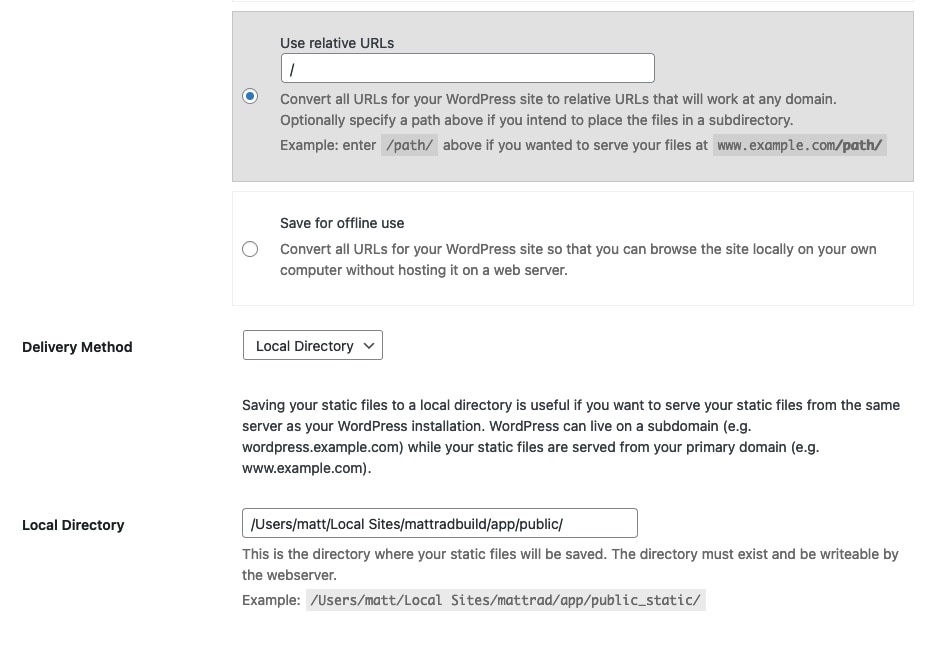 Use relative URLs
/
Convert all URLs for your WordPress site to relative URLs that will work at any domain.
Optionally specify a path above if you intend to place the files in a subdirectory.
Example: enter /path/ above if you wanted to serve your files at www.example.com/path/
Save for offline use
Convert all URLs for your WordPress site so that you can browse the site locally on your own
computer without hosting it on a web server.
Delivery Method
Local Directory
Saving your static files to a local directory is useful if you want to serve your static files from the same
server as your WordPress installation. WordPress can live on a subdomain (e.g.
wordpress.example.com) while your static files are served from your primary domain (e.g.
www.example.com).
Local Directory
/Users/matt/Local Sites/mattradbuild/app/public/
This is the directory where your static files will be saved. The directory must exist and be writeable by
the webserver.
Example: /Users/matt/Local Sites/mattrad/app/public_static/